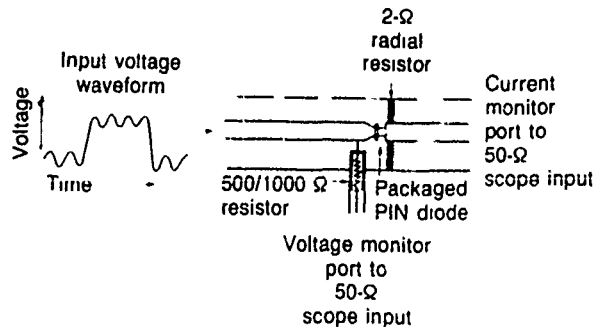 2-Ω
radial
resistor
Input voltage
waveform
Voltage
Time
Current
monitor
port to
50-Ω
scope input
500/1000 Ω
resistor
Packaged
PIN diode
Voltage monitor
port to
50-Ω
scope input